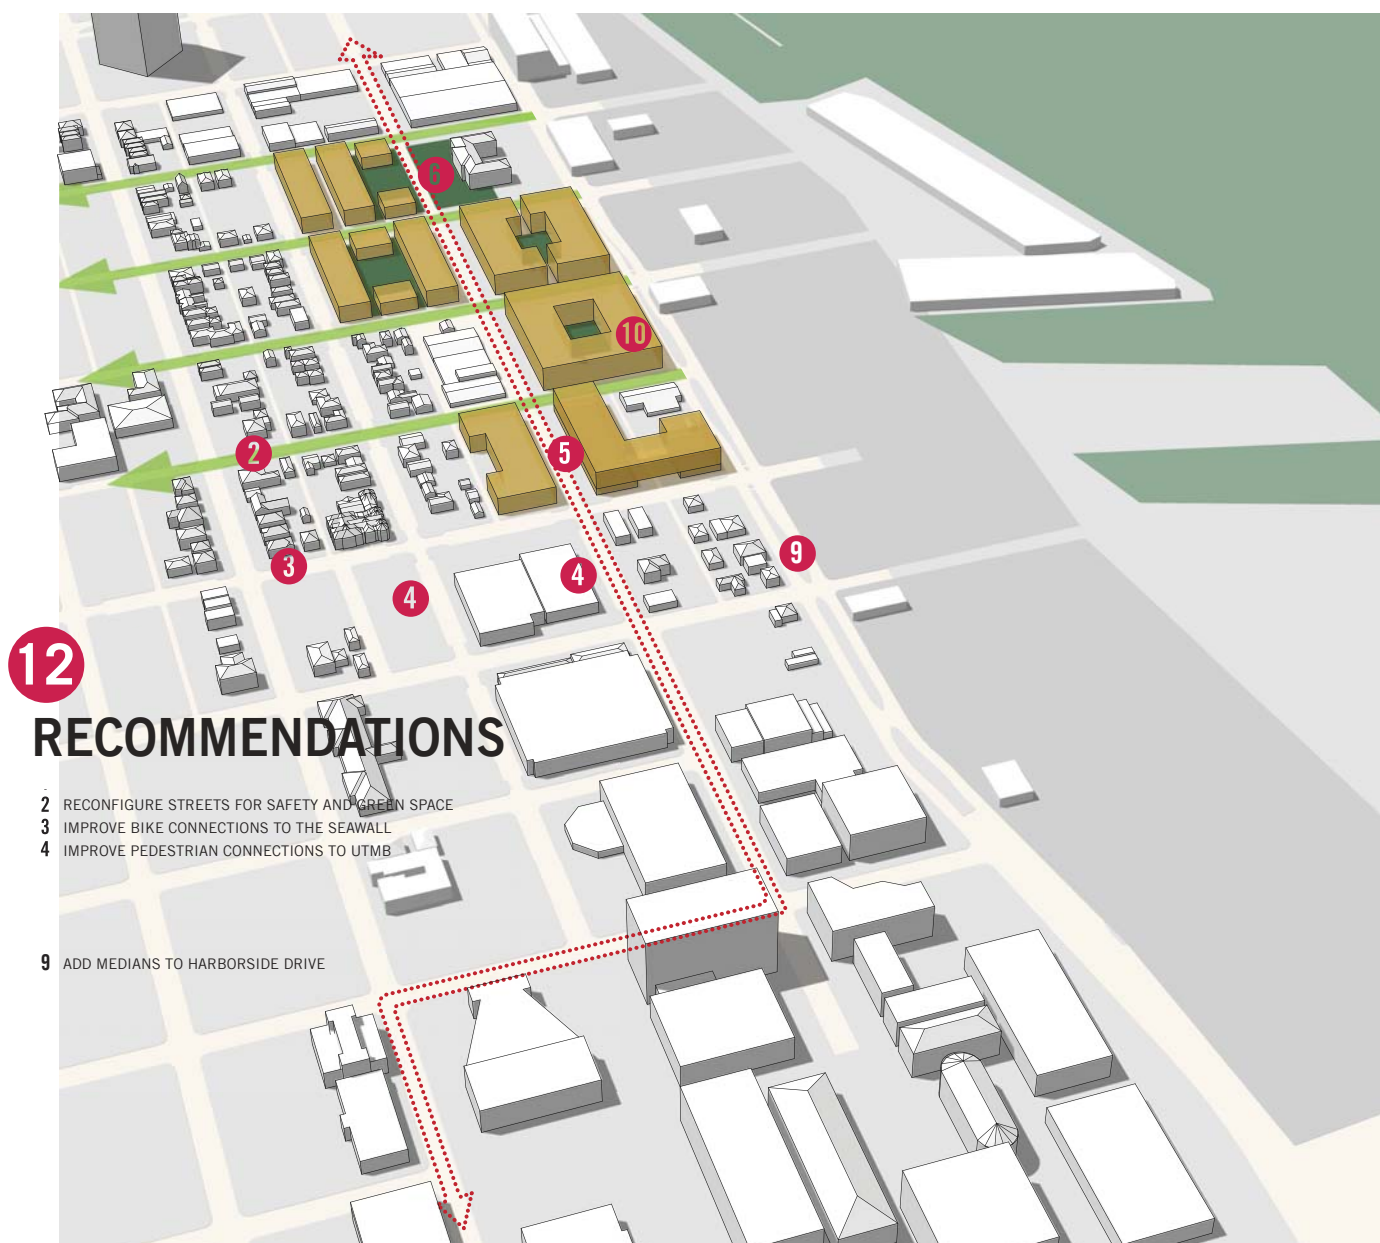 6
10
2
5
3
4
4
9
12
RECOMMENDATIONS
2 RECONFIGURE STREETS FOR SAFETY AND GREEN SPACE
3 IMPROVE BIKE CONNECTIONS TO THE SEAWALL
4 IMPROVE PEDESTRIAN CONNECTIONS TO UTMB
9 ADD MEDIANS TO HARBORSIDE DRIVE